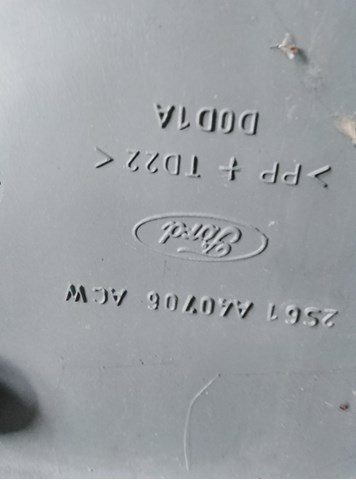 2S61 A40706 ACW
Ford
>PP + TD22<
D0D1A